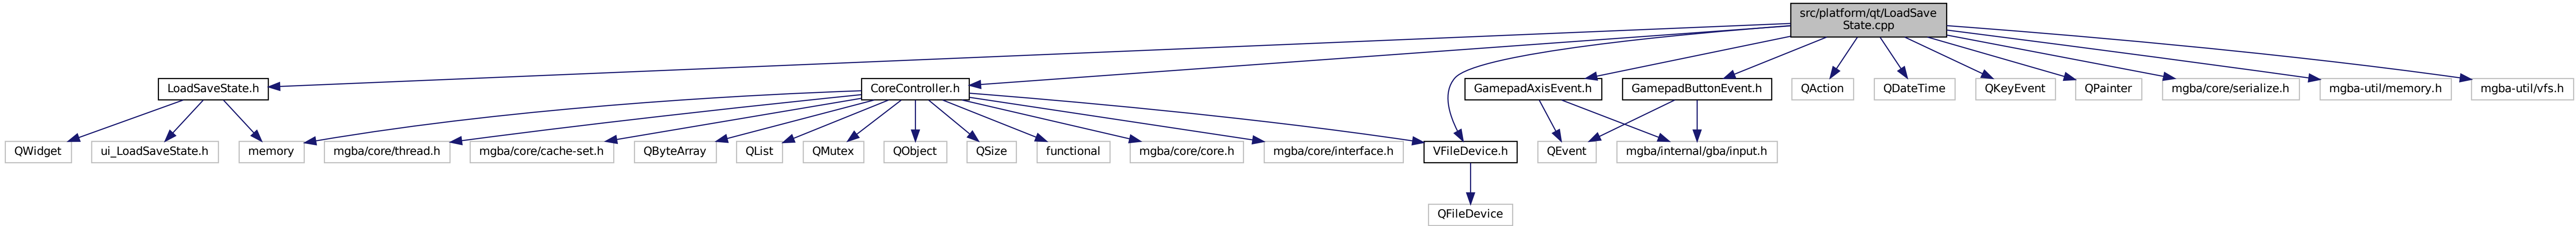 src/platform/qt/LoadSave
State.cpp
LoadSaveState.h
CoreController.h
GamepadAxisEvent.h
GamepadButtonEvent.h
QAction
QDateTime
QKeyEvent
QPainter
mgba/core/serialize.h
mgba-util/memory.h
mgba-util/vfs.h
QWidget
ui_LoadSaveState.h
memory
mgba/core/thread.h
mgba/core/cache-set.h
QByteArray
QList
QMutex
QObject
QSize
functional
mgba/core/core.h
mgba/core/interface.h
VFileDevice.h
QEvent
mgba/internal/gba/input.h
QFileDevice